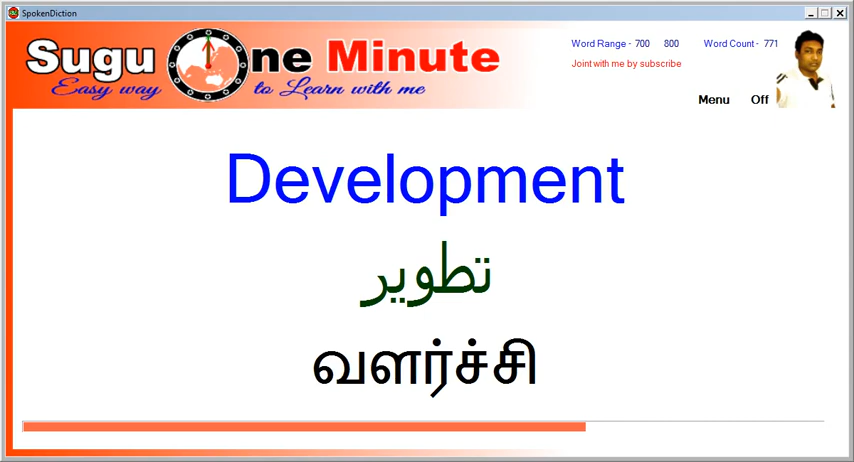 SpokenDiction
Sugu One Minute
Easy way to Learn with me
Word Range - 700 800 Word Count - 771
Joint with me by subscribe
Menu Off
Development
تطوير
வளர்ச்சி